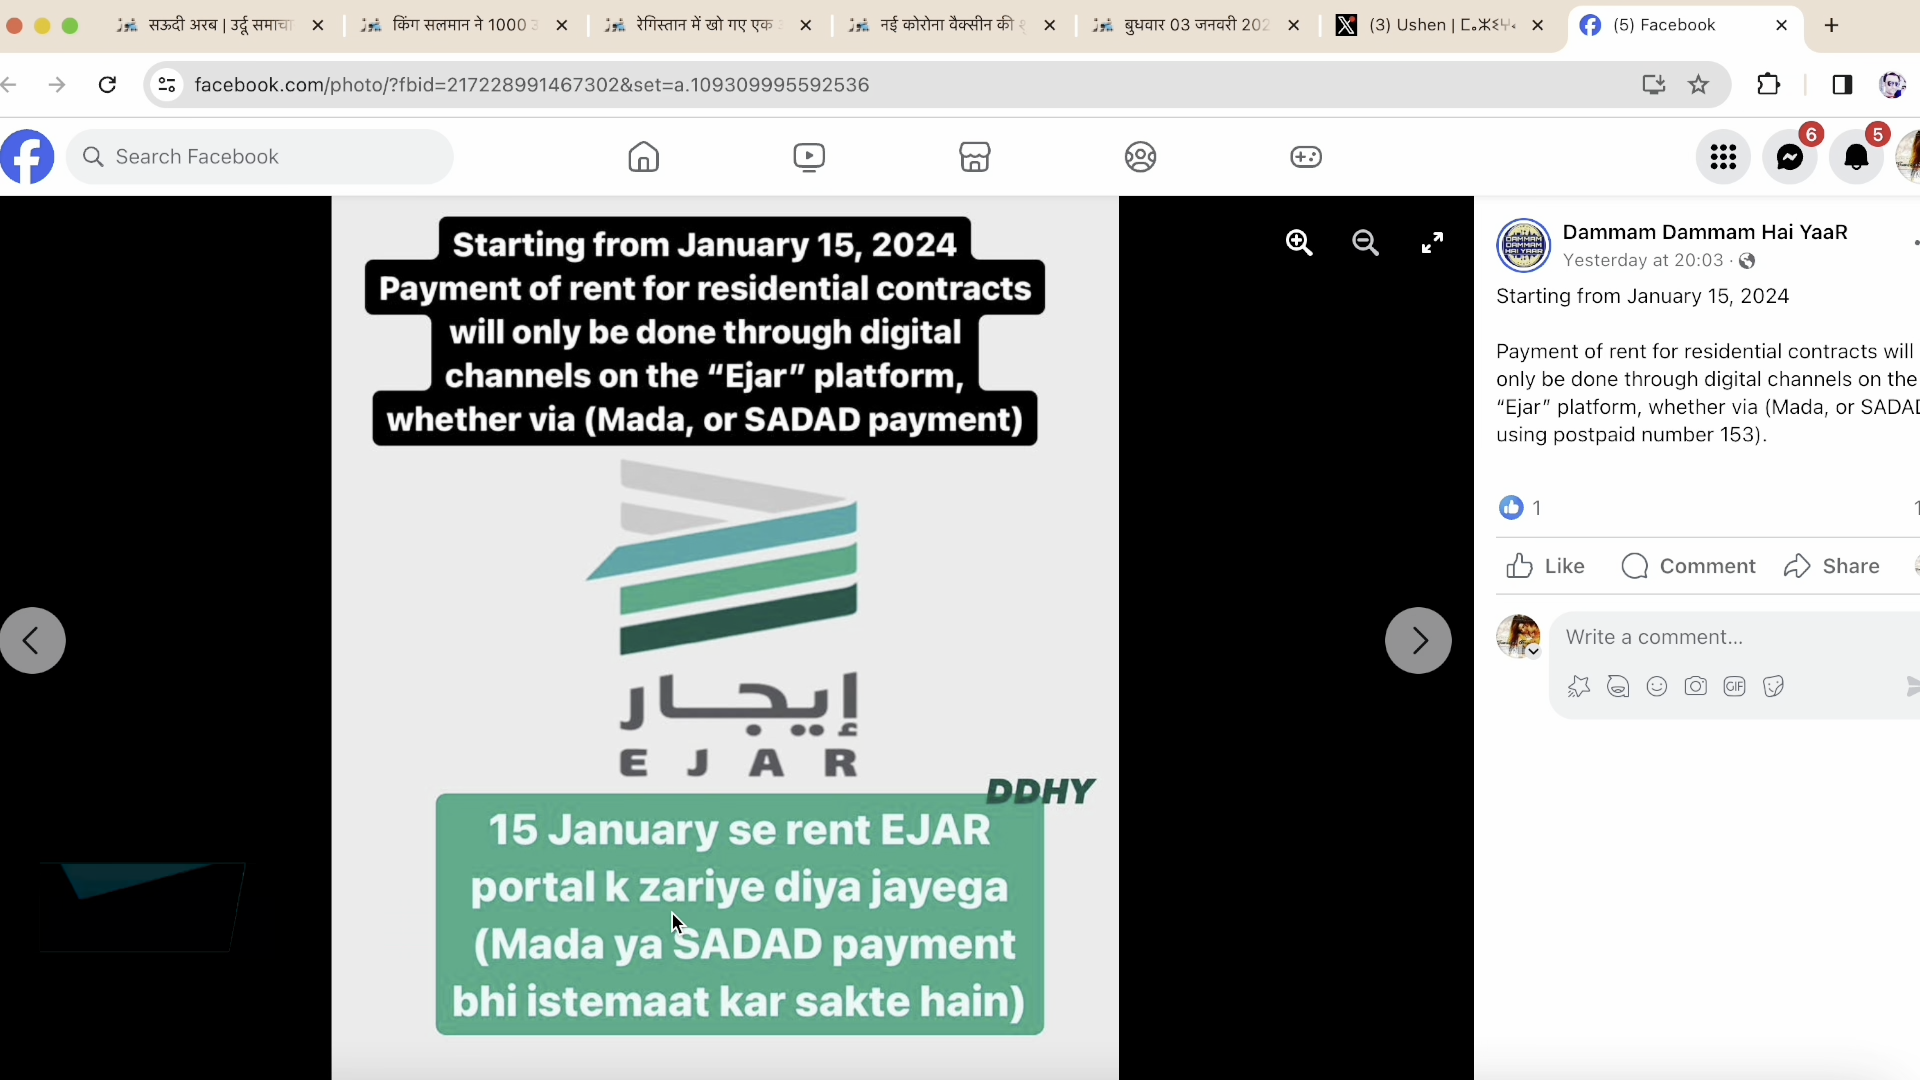 सऊदी अरब | उर्दू समाचा
किंग सलमान ने 1000
रेगिस्तान में खो गए एक
नई कोरोना वैक्सीन की
बुधवार 03 जनवरी 202
(3) Ushen |
(5) Facebook
facebook.com/photo/?fbid=217228991467302&set=a.109309995592536
Search Facebook
6
5
Starting from January 15, 2024
Payment of rent for residential contracts
will only be done through digital
channels on the “Ejar” platform,
whether via (Mada, or SADAD payment)
إيجار
EJAR
DDHY
15 January se rent EJAR
portal k zariye diya jayega
(Mada ya SADAD payment
bhi istemaat kar sakte hain)
DAMMAM DAMMAM HAI YAAR
Dammam Dammam Hai YaaR
Yesterday at 20:03 ·
Starting from January 15, 2024
Payment of rent for residential contracts will
only be done through digital channels on the
“Ejar” platform, whether via (Mada, or SADAD
using postpaid number 153).
1
1
Like
Comment
Share
Write a comment...
GIF